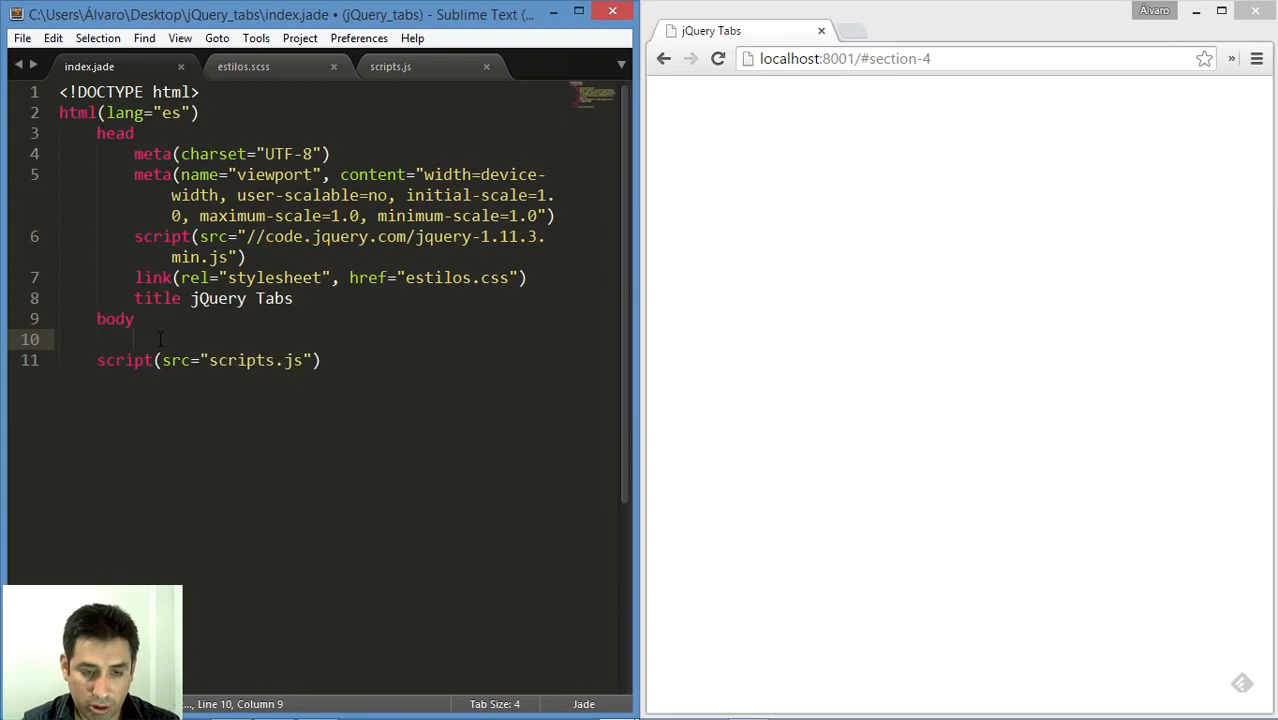 C:\Users\Álvaro\Desktop\jQuery_tabs\index.jade • (jQuery_tabs) - Sublime Text (...
File Edit Selection Find View Goto Tools Project Preferences Help
index.jade × estilos.scss × scripts.js ×
1 <!DOCTYPE html>
2 html(lang="es")
3 head
4 meta(charset="UTF-8")
5 meta(name="viewport", content="width=device-
width, user-scalable=no, initial-scale=1.
0, maximum-scale=1.0, minimum-scale=1.0")
6 script(src="//code.jquery.com/jquery-1.11.3.
min.js")
7 link(rel="stylesheet", href="estilos.css")
8 title jQuery Tabs
9 body
10
11 script(src="scripts.js")
, Line 10, Column 9 Tab Size: 4 Jade
Álvaro
jQuery Tabs ×
localhost:8001/#section-4 »